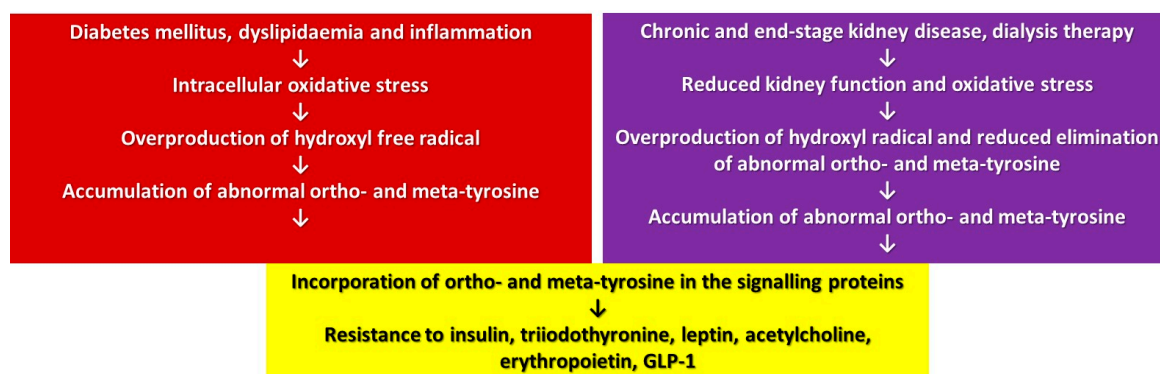 Diabetes mellitus, dyslipidaemia and inflammation
↓
Intracellular oxidative stress
↓
Overproduction of hydroxyl free radical
↓
Accumulation of abnormal ortho- and meta-tyrosine
↓
Chronic and end-stage kidney disease, dialysis therapy
↓
Reduced kidney function and oxidative stress
↓
Overproduction of hydroxyl radical and reduced elimination
of abnormal ortho- and meta-tyrosine
↓
Accumulation of abnormal ortho- and meta-tyrosine
↓
Incorporation of ortho- and meta-tyrosine in the signalling proteins
↓
Resistance to insulin, triiodothyronine, leptin, acetylcholine,
erythropoietin, GLP-1